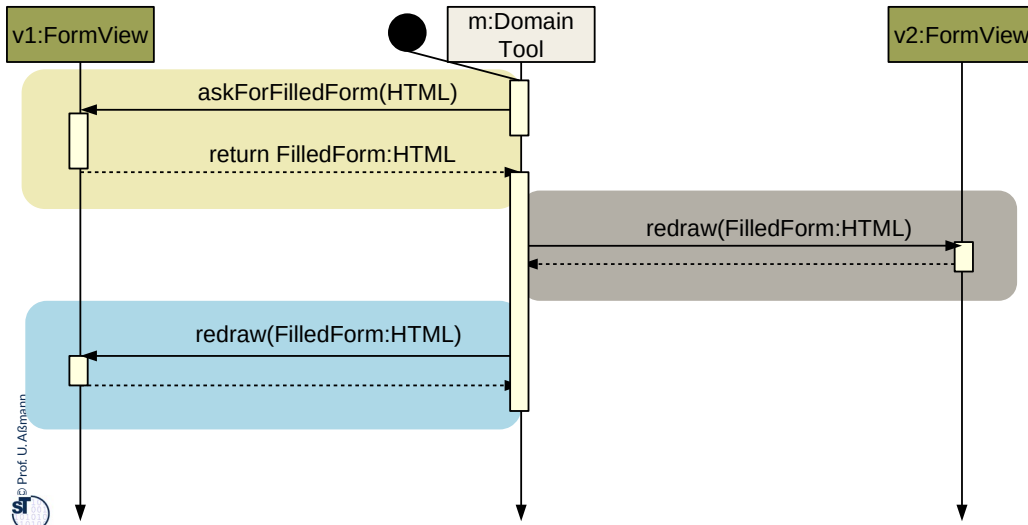 v1:FormView
m:Domain
Tool
v2:FormView
askForFilledForm(HTML)
return FilledForm:HTML
redraw(FilledForm:HTML)
redraw(FilledForm:HTML)
© Prof. U. Aßmann
ST